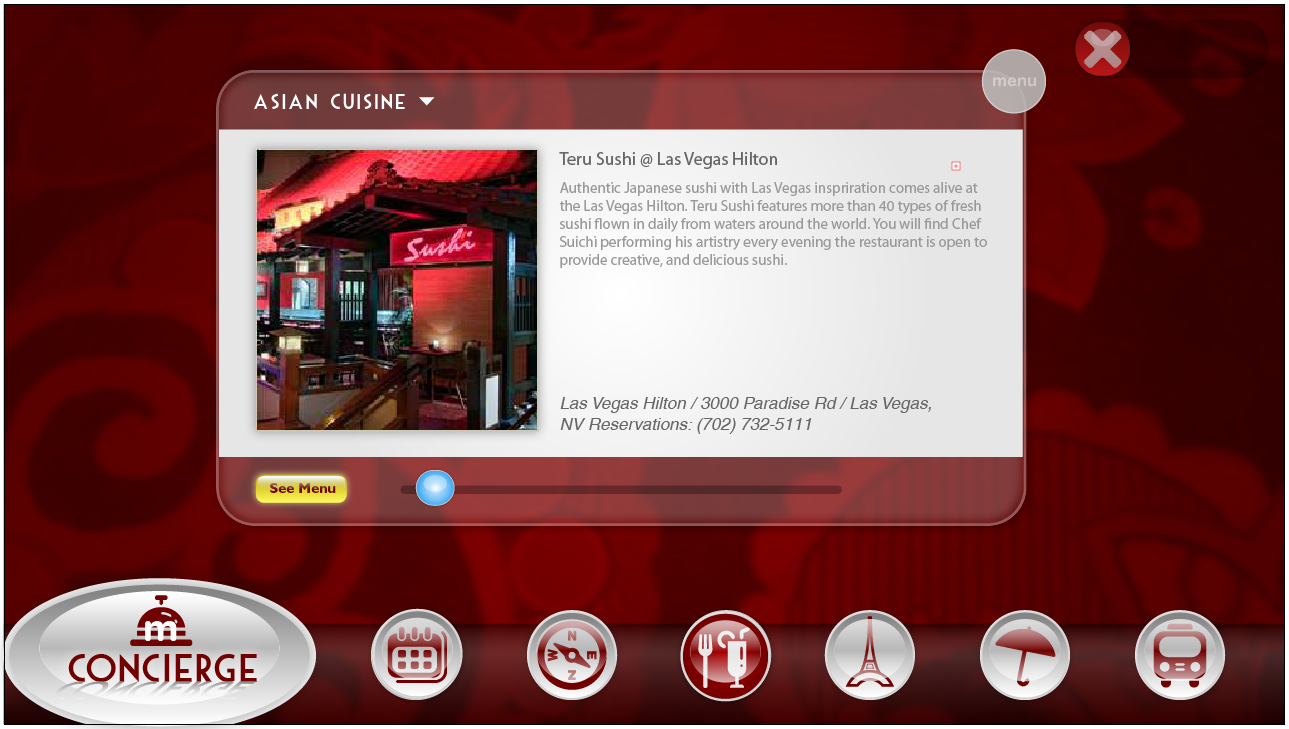 menu
ASIAN CUISINE
Teru Sushi @ Las Vegas Hilton
Authentic Japanese sushi with Las Vegas inspriration comes alive at
the Las Vegas Hilton. Teru Sushi features more than 40 types of fresh
sushi flown in daily from waters around the world. You will find Chef
Suichi performing his artistry every evening the restaurant is open to
provide creative, and delicious sushi.
Sushi
Las Vegas Hilton / 3000 Paradise Rd / Las Vegas,
NV Reservations: (702) 732-5111
See Menu
m
CONCIERGE
N
W E
N